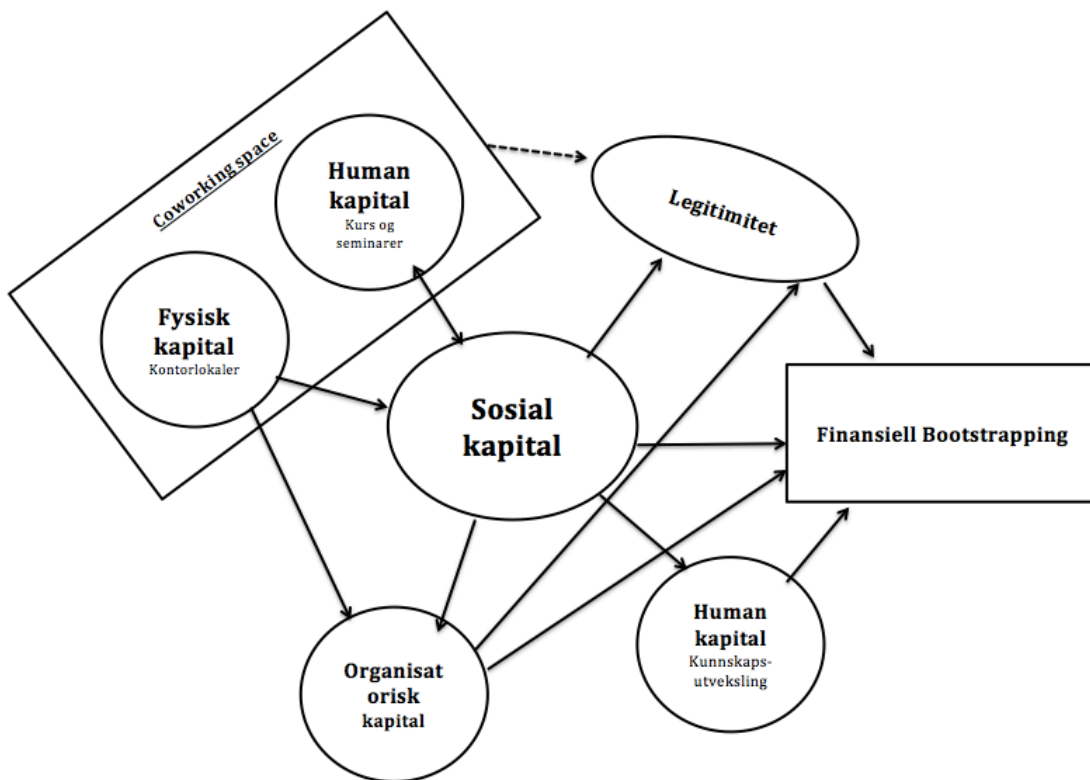 Coworking space
Human
kapital
Kurs og
seminarer
Fysisk
kapital
Kontorlokaler
Legitimitet
Sosial
kapital
Finansiell Bootstrapping
Organisat
orisk
kapital
Human
kapital
Kunnskaps-
utveksling